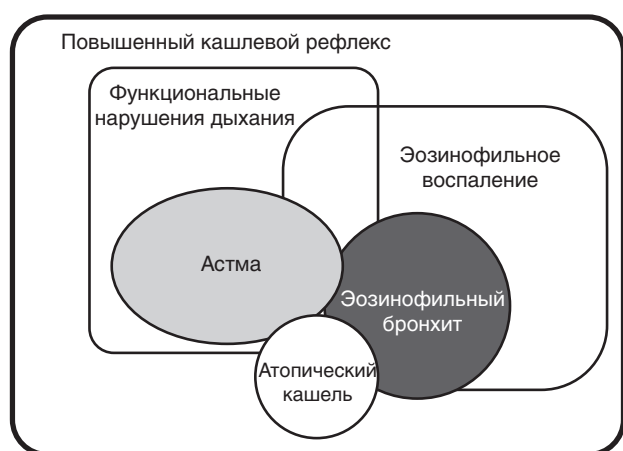 Повышенный кашлевой рефлекс
Функциональные
нарушения дыхания
Эозинофильное
воспаление
Астма
Эозинофильный
бронхит
Атопический
кашель